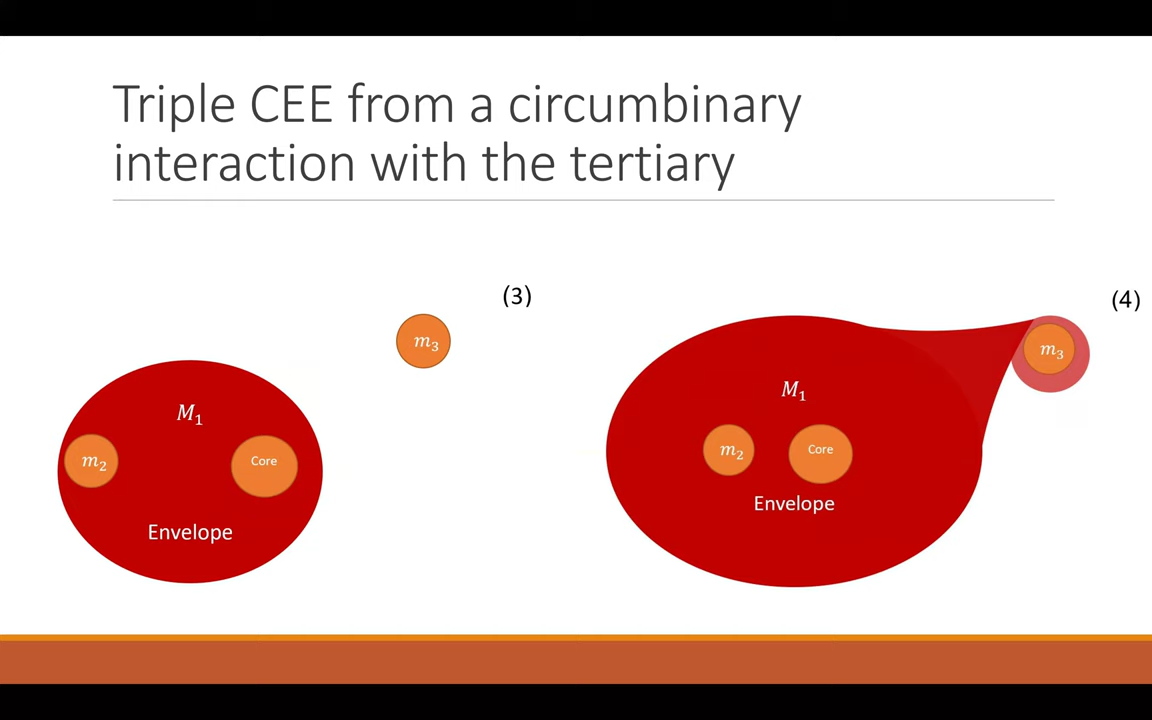 Triple CEE from a circumbinary
interaction with the tertiary
(3)
m₃
M₁
m₂
Core
Envelope
(4)
m₃
M₁
m₂
Core
Envelope